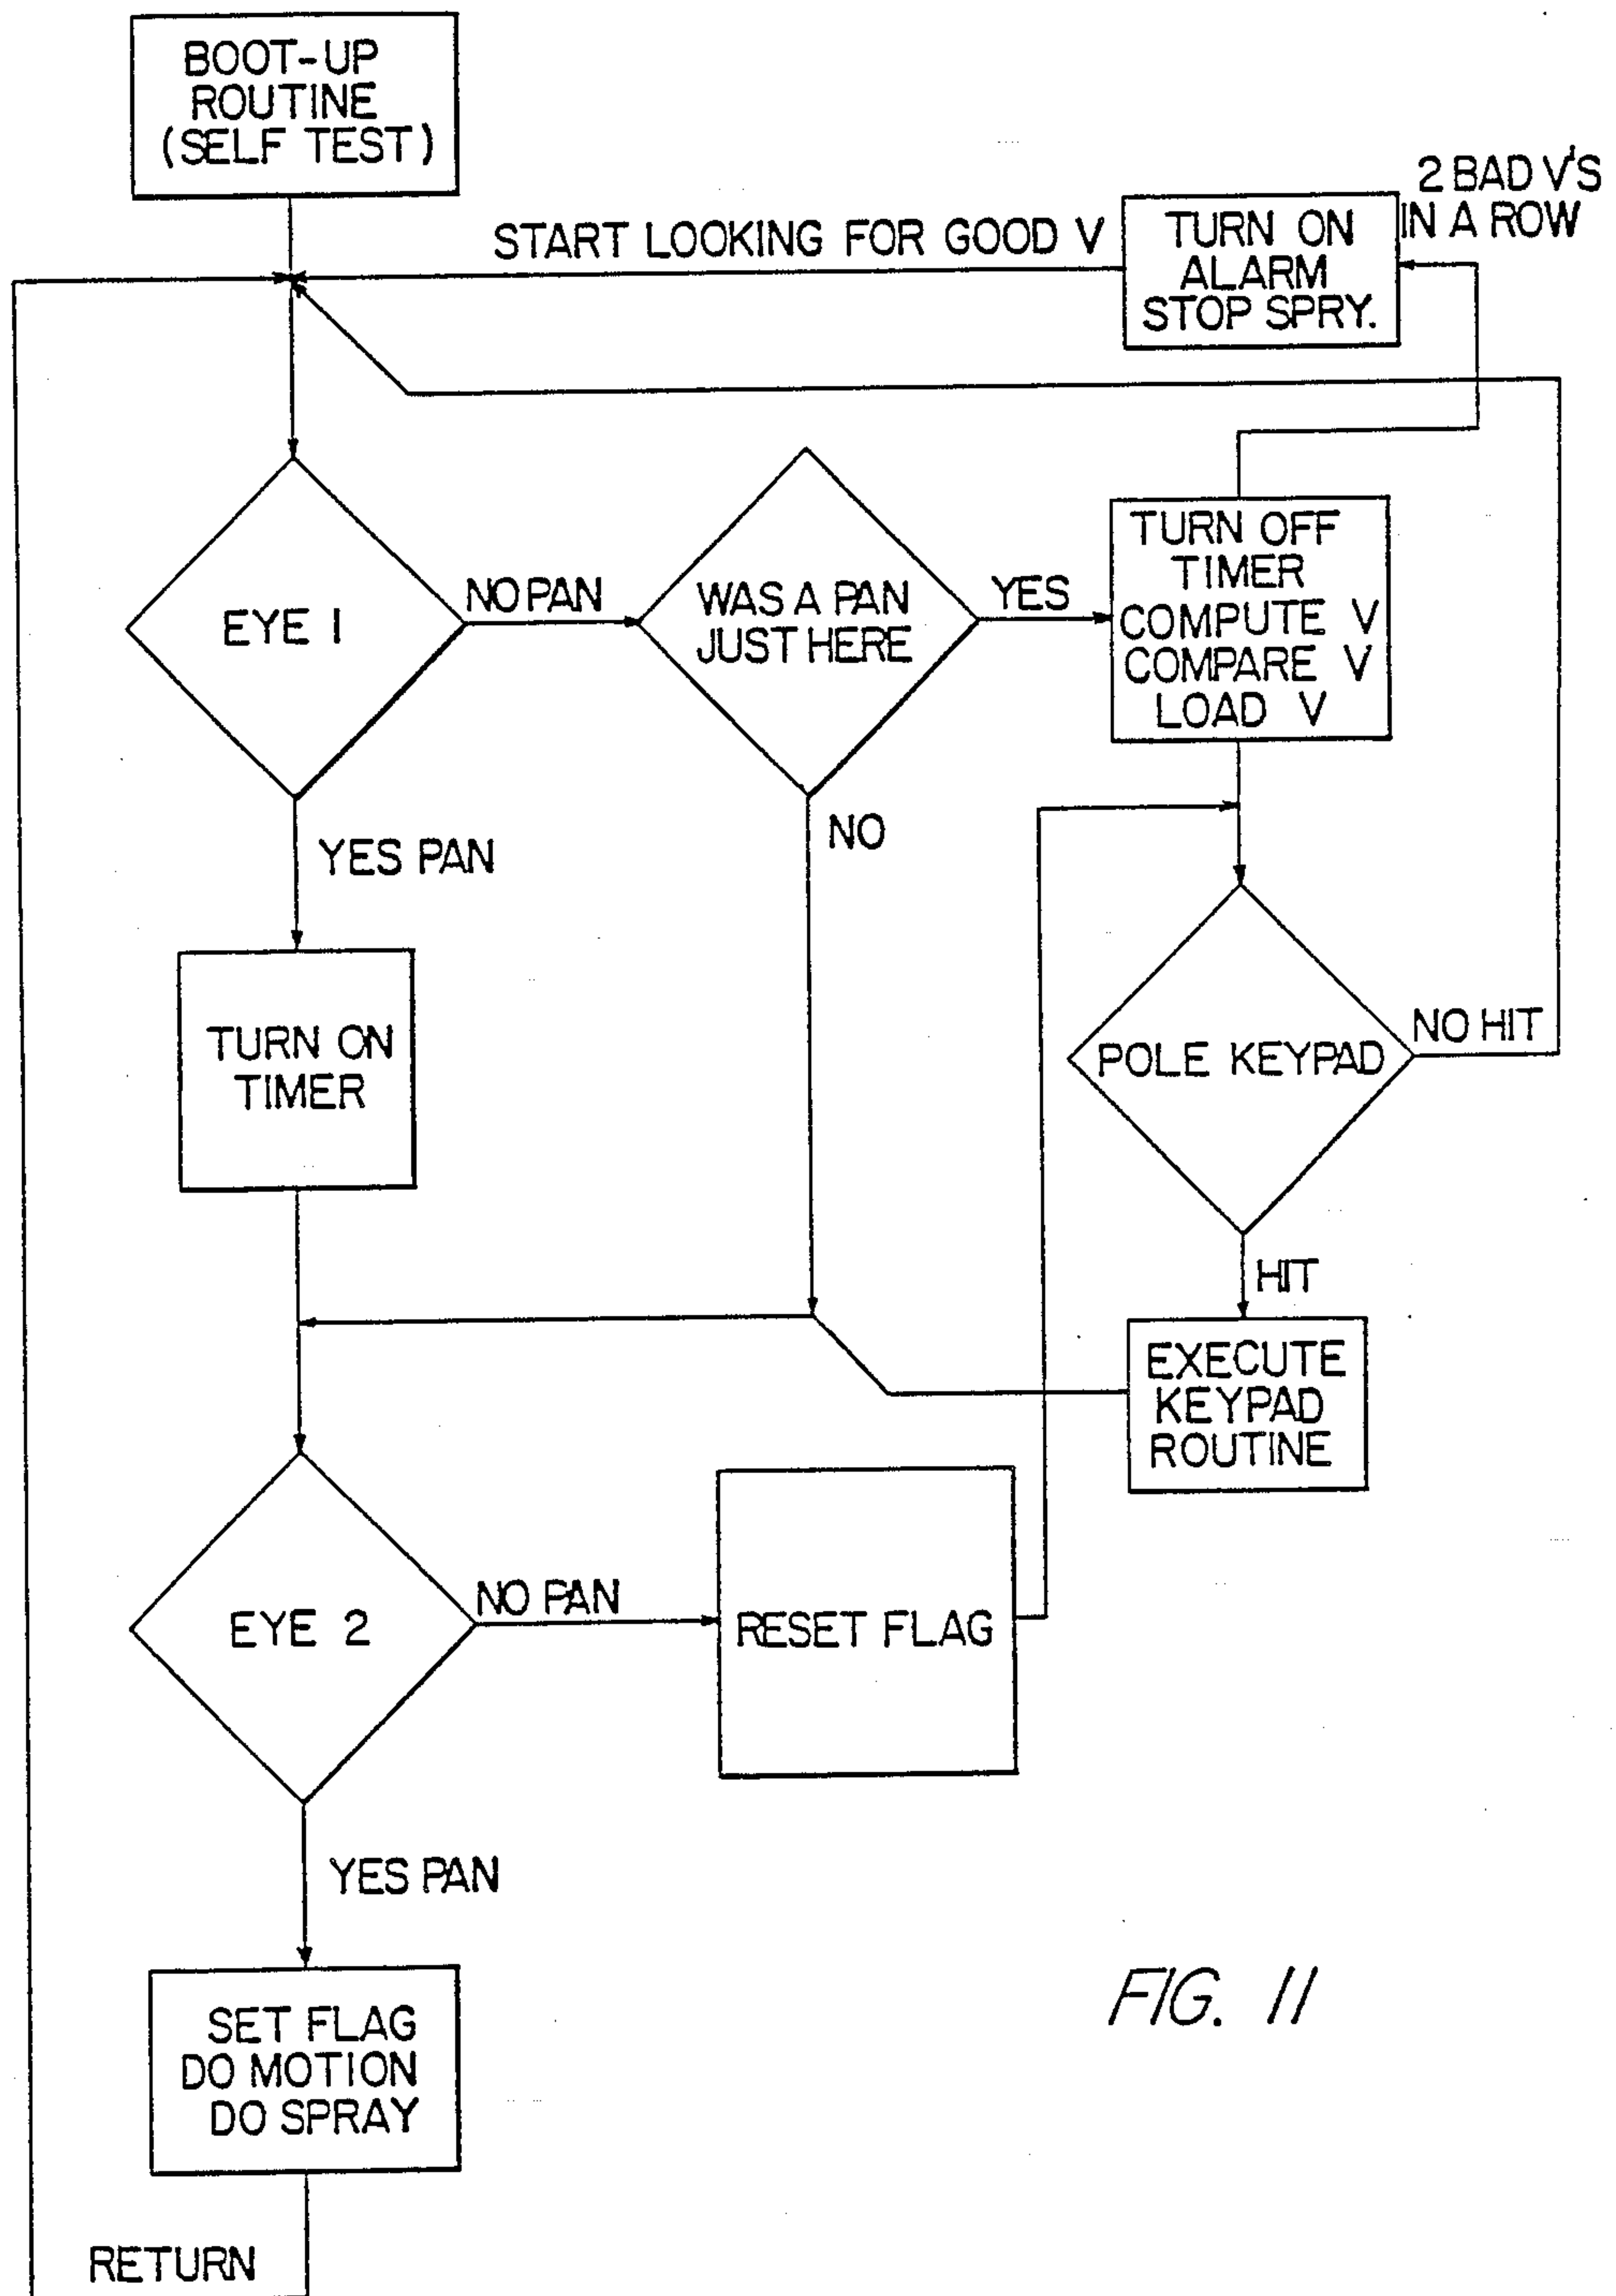 BOOT-UP
ROUTINE
(SELF TEST)
2 BAD V'S
IN A ROW
START LOOKING FOR GOOD V
TURN ON
ALARM
STOP SPRY.
EYE 1
NO PAN
WAS A PAN
JUST HERE
YES
TURN OFF
TIMER
COMPUTE V
COMPARE V
LOAD V
YES PAN
NO
TURN ON
TIMER
POLE KEYPAD
NO HIT
HIT
EXECUTE
KEYPAD
ROUTINE
EYE 2
NO PAN
RESET FLAG
YES PAN
SET FLAG
DO MOTION
DO SPRAY
RETURN
FIG. 11